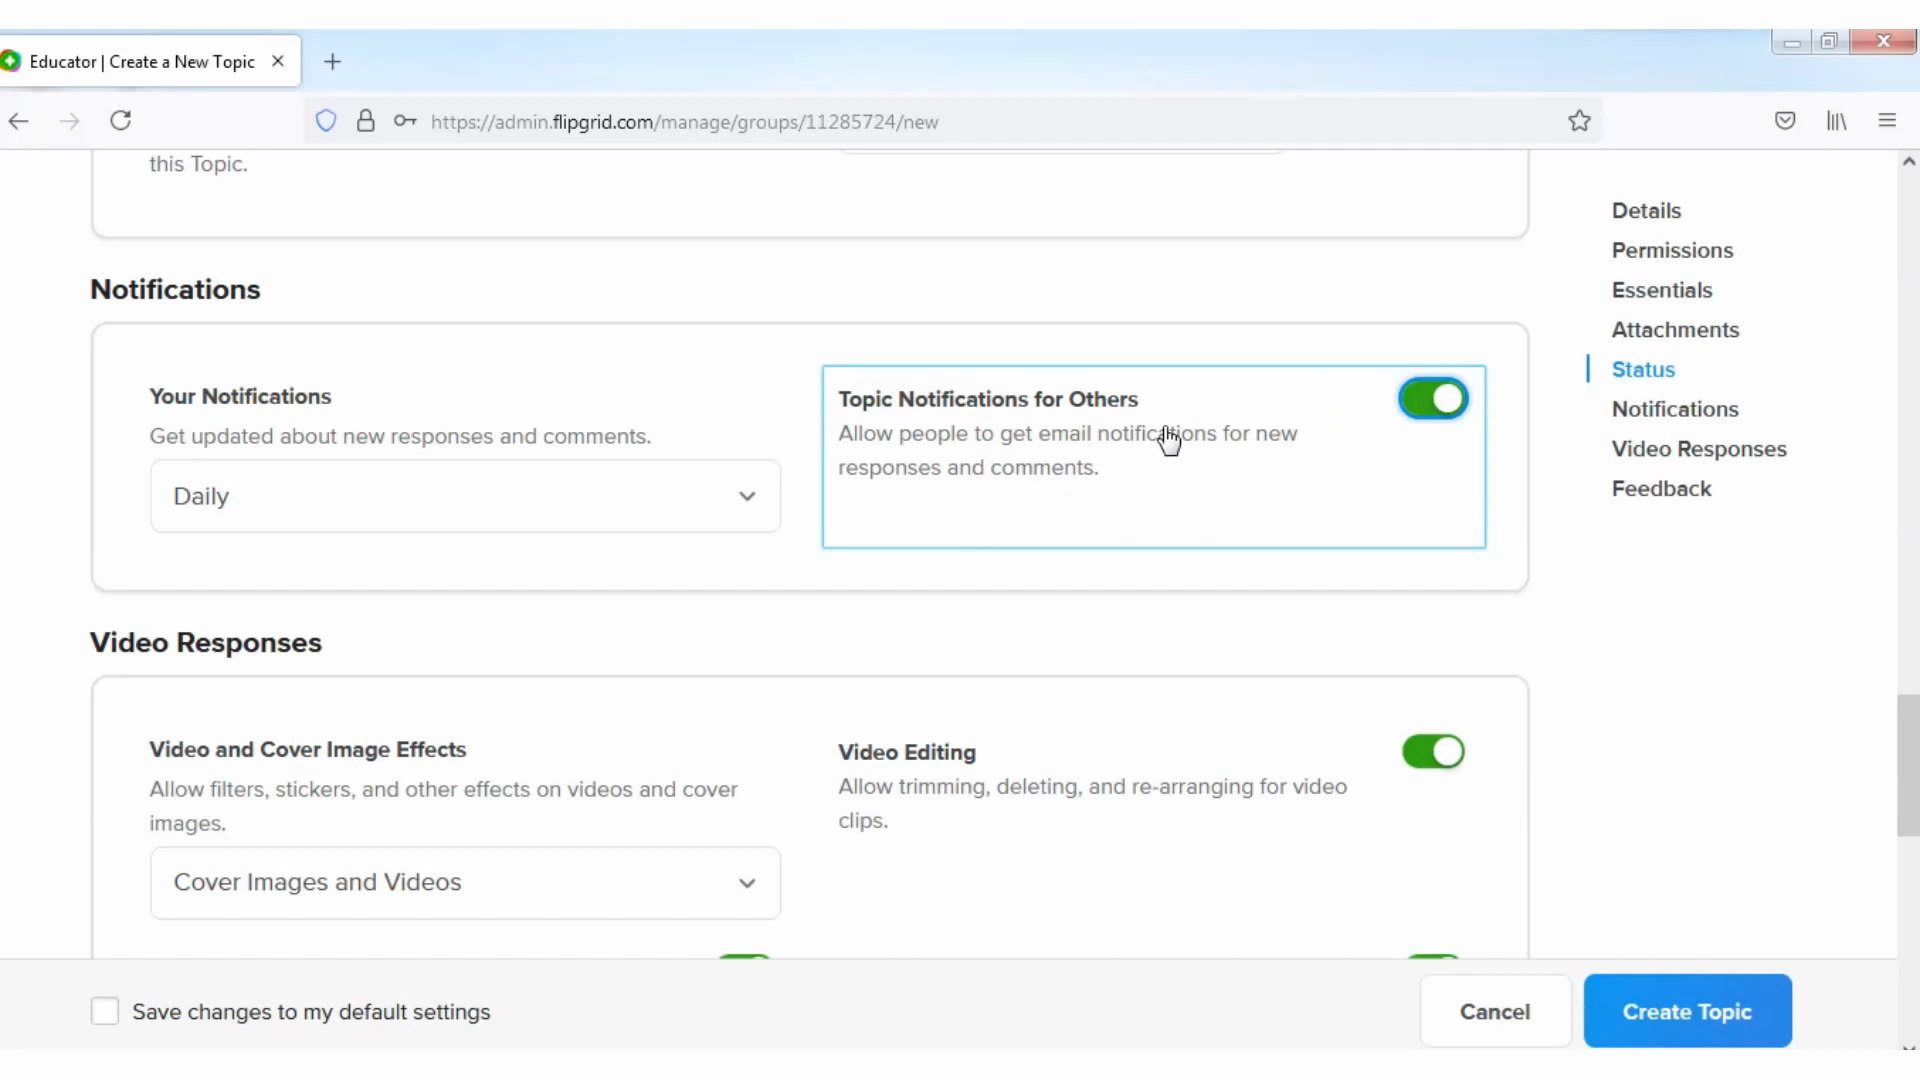 Educator | Create a New Topic
https://admin.flipgrid.com/manage/groups/11285724/new
this Topic.
Details
Permissions
Essentials
Attachments
Status
Notifications
Video Responses
Feedback
Notifications
Your Notifications
Get updated about new responses and comments.
Daily
Topic Notifications for Others
Allow people to get email notifications for new
responses and comments.
Video Responses
Video and Cover Image Effects
Allow filters, stickers, and other effects on videos and cover
images.
Cover Images and Videos
Video Editing
Allow trimming, deleting, and re-arranging for video
clips.
Save changes to my default settings
Cancel
Create Topic